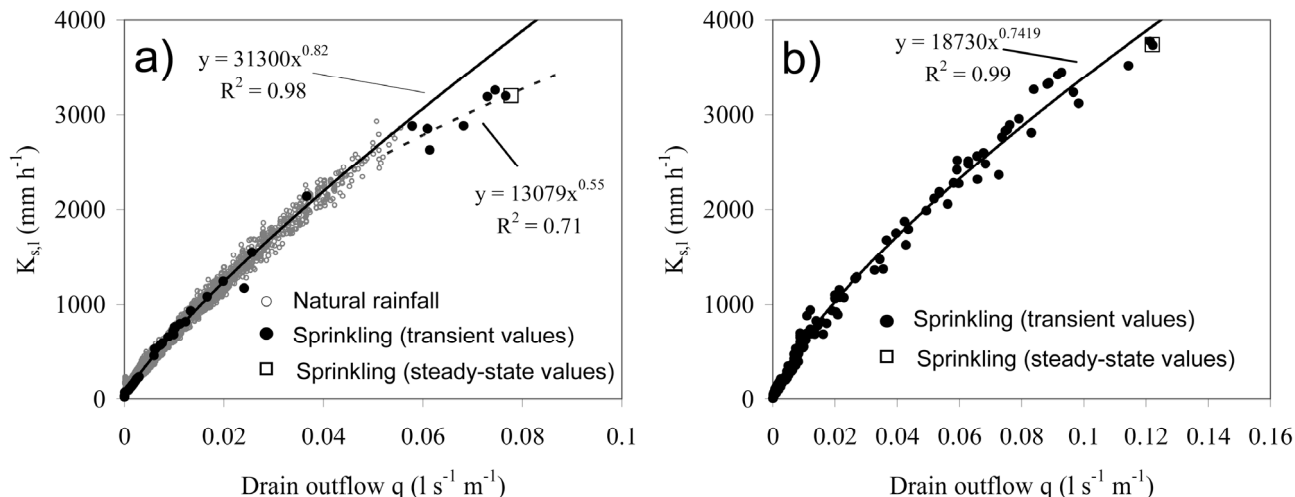 a)
4000
3000
2000
1000
0
K_{s,l} (mm h^{-1})
y = 31300x^{0.82}
R^2 = 0.98
y = 13079x^{0.55}
R^2 = 0.71
Natural rainfall
Sprinkling (transient values)
Sprinkling (steady-state values)
0 0.02 0.04 0.06 0.08 0.1
Drain outflow q (l s^{-1} m^{-1})
b)
4000
3000
2000
1000
0
K_{s,l} (mm h^{-1})
y = 18730x^{0.7419}
R^2 = 0.99
Sprinkling (transient values)
Sprinkling (steady-state values)
0 0.02 0.04 0.06 0.08 0.1 0.12 0.14 0.16
Drain outflow q (l s^{-1} m^{-1})